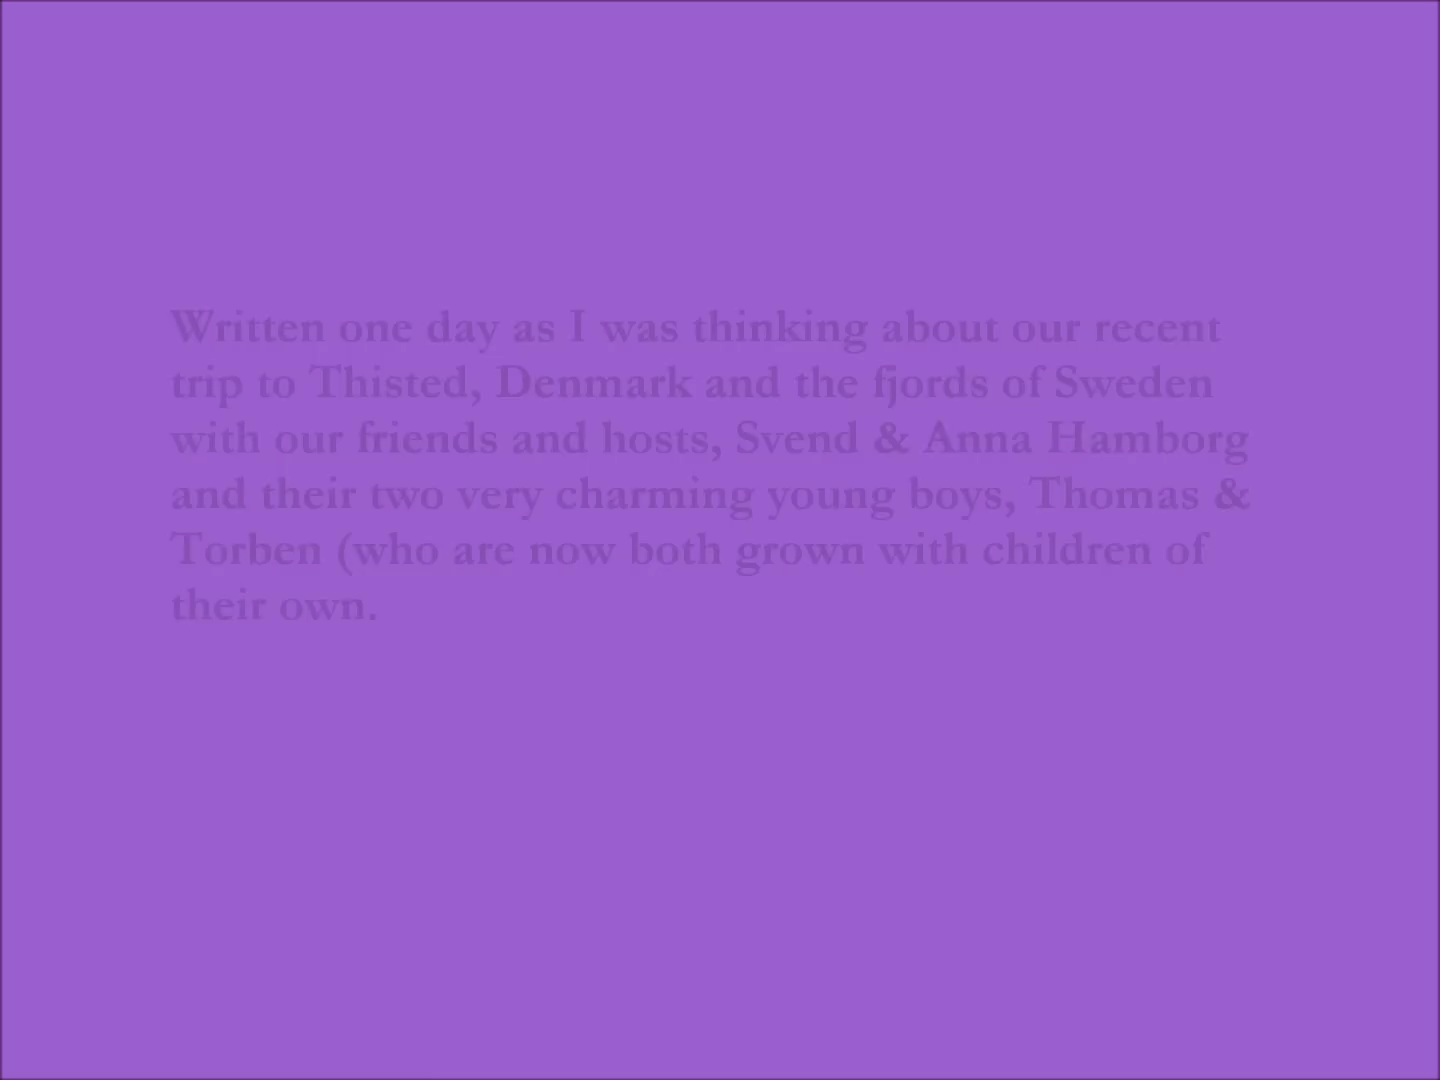 Written one day as I was thinking about our recent
trip to Thisted, Denmark and the fjords of Sweden
with our friends and hosts, Svend & Anna Hamborg
and their two very charming young boys, Thomas &
Torben (who are now both grown with children of
their own.